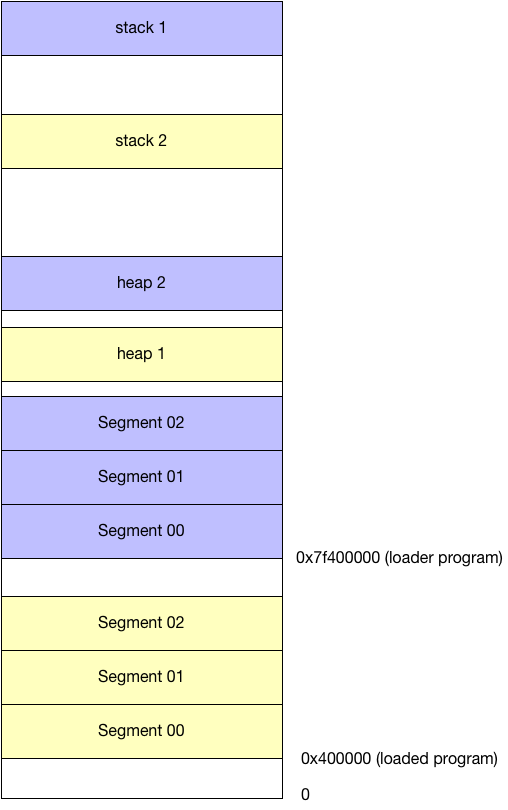 stack 1
stack 2
heap 2
heap 1
Segment 02
Segment 01
Segment 00
0x7f400000 (loader program)
Segment 02
Segment 01
Segment 00
0x400000 (loaded program)
0